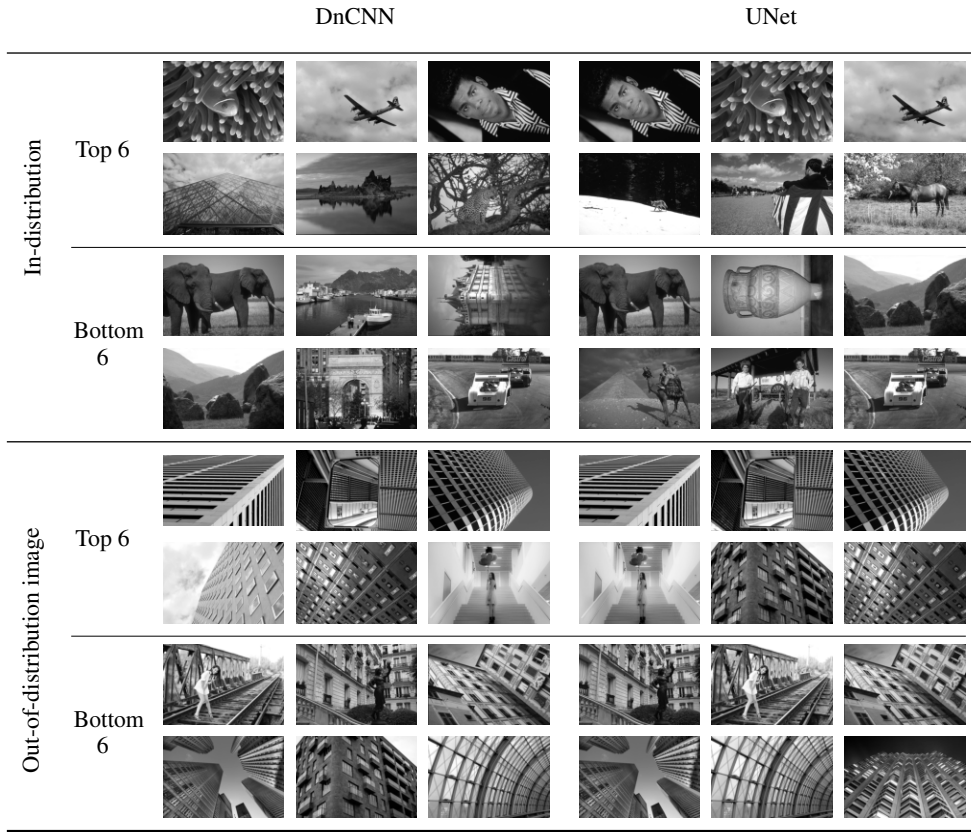 DnCNN UNet
In-distribution
Top 6
Bottom
6
Out-of-distribution image
Top 6
Bottom
6